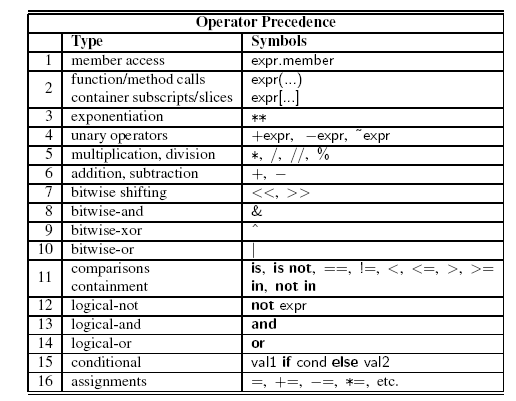 Operator Precedence
Type Symbols
1 member access expr.member
2 function/method calls expr(...)
container subscripts/slices expr[...]
3 exponentiation **
4 unary operators +expr, −expr, ˜expr
5 multiplication, division *, /, //, %
6 addition, subtraction +, −
7 bitwise shifting <<, >>
8 bitwise-and &
9 bitwise-xor ^
10 bitwise-or |
11 comparisons is, is not, ==, !=, <, <=, >, >=
containment in, not in
12 logical-not not expr
13 logical-and and
14 logical-or or
15 conditional val1 if cond else val2
16 assignments =, +=, −=, *=, etc.